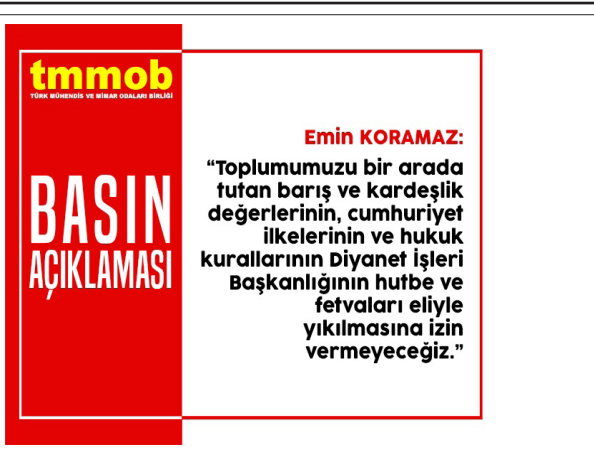 tmmob
TÜRK MÜHENDİS VE MİMAR ODALARI BİRLİĞİ
BASIN
AÇIKLAMASI
Emin KORAMAZ:
“Toplumumuzu bir arada
tutan barış ve kardeşlik
değerlerinin, cumhuriyet
ilkelerinin ve hukuk
kurallarının Diyanet İşleri
Başkanlığının hutbe ve
fetvaları eliyle
yıkılmasına izin
vermeyeceğiz.”